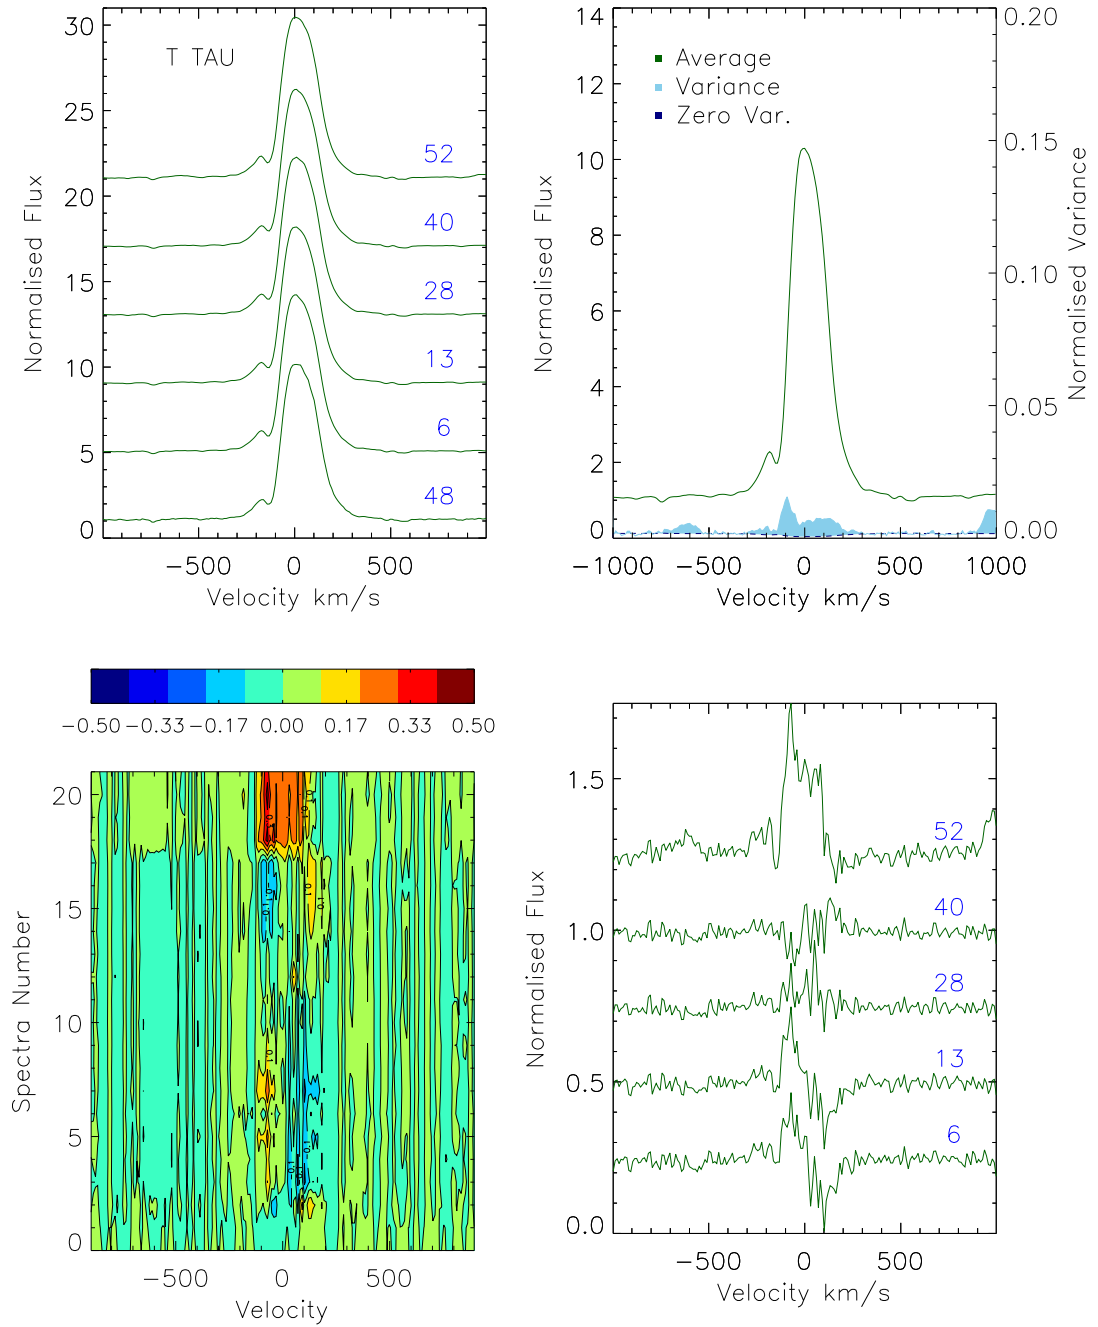 T TAU
30
25
20
15
10
5
0
52
40
28
13
6
48
Normalised Flux
−500 0 500
Velocity km/s
Average
Variance
Zero Var.
14
12
10
8
6
4
2
0
Normalised Flux
0.20
0.15
0.10
0.05
0.00
Normalised Variance
−1000 −500 0 500 1000
Velocity km/s
−0.50 −0.33 −0.17 0.00 0.17 0.33 0.50
20
15
10
5
0
Spectra Number
−500 0 500
Velocity
1.5
1.0
0.5
0.0
52
40
28
13
6
Normalised Flux
−500 0 500
Velocity km/s